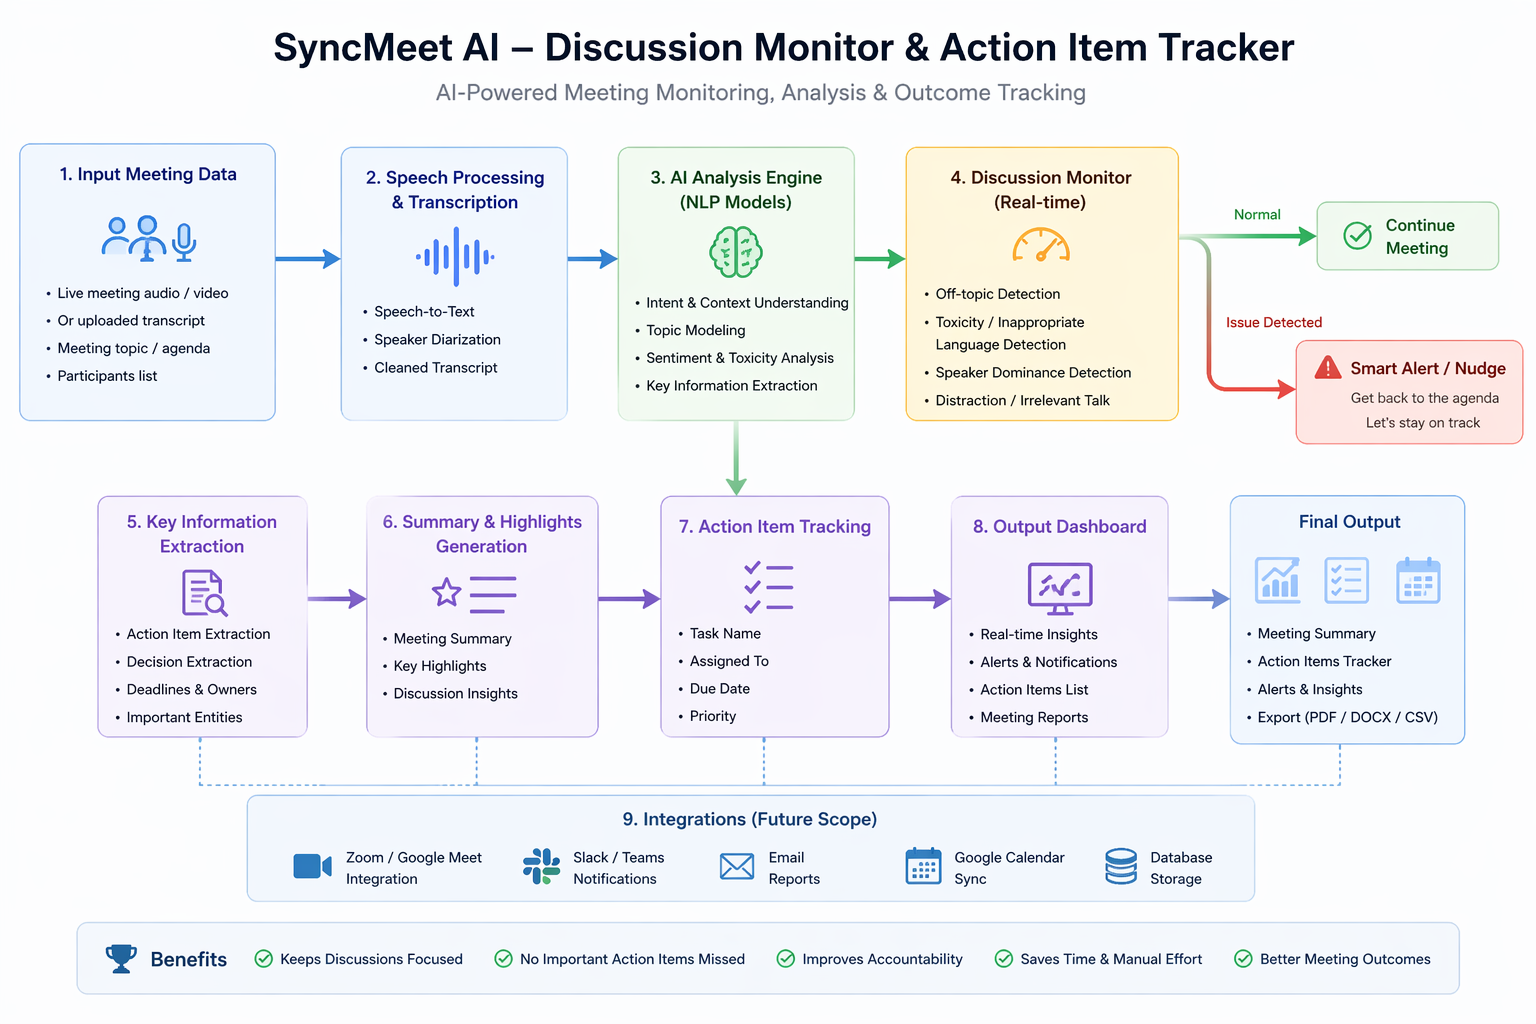 SyncMeet AI – Discussion Monitor & Action Item Tracker
AI-Powered Meeting Monitoring, Analysis & Outcome Tracking
1. Input Meeting Data
• Live meeting audio / video
• Or uploaded transcript
• Meeting topic / agenda
• Participants list
2. Speech Processing
& Transcription
• Speech-to-Text
• Speaker Diarization
• Cleaned Transcript
3. AI Analysis Engine
(NLP Models)
• Intent & Context Understanding
• Topic Modeling
• Sentiment & Toxicity Analysis
• Key Information Extraction
4. Discussion Monitor
(Real-time)
• Off-topic Detection
• Toxicity / Inappropriate
Language Detection
• Speaker Dominance Detection
• Distraction / Irrelevant Talk
Normal
Continue
Meeting
Issue Detected
Smart Alert / Nudge
Get back to the agenda
Let's stay on track
5. Key Information
Extraction
• Action Item Extraction
• Decision Extraction
• Deadlines & Owners
• Important Entities
6. Summary & Highlights
Generation
• Meeting Summary
• Key Highlights
• Discussion Insights
7. Action Item Tracking
• Task Name
• Assigned To
• Due Date
• Priority
8. Output Dashboard
• Real-time Insights
• Alerts & Notifications
• Action Items List
• Meeting Reports
Final Output
• Meeting Summary
• Action Items Tracker
• Alerts & Insights
• Export (PDF / DOCX / CSV)
9. Integrations (Future Scope)
Zoom / Google Meet
Integration
Slack / Teams
Notifications
Email
Reports
Google Calendar
Sync
Database
Storage
Benefits
Keeps Discussions Focused
No Important Action Items Missed
Improves Accountability
Saves Time & Manual Effort
Better Meeting Outcomes